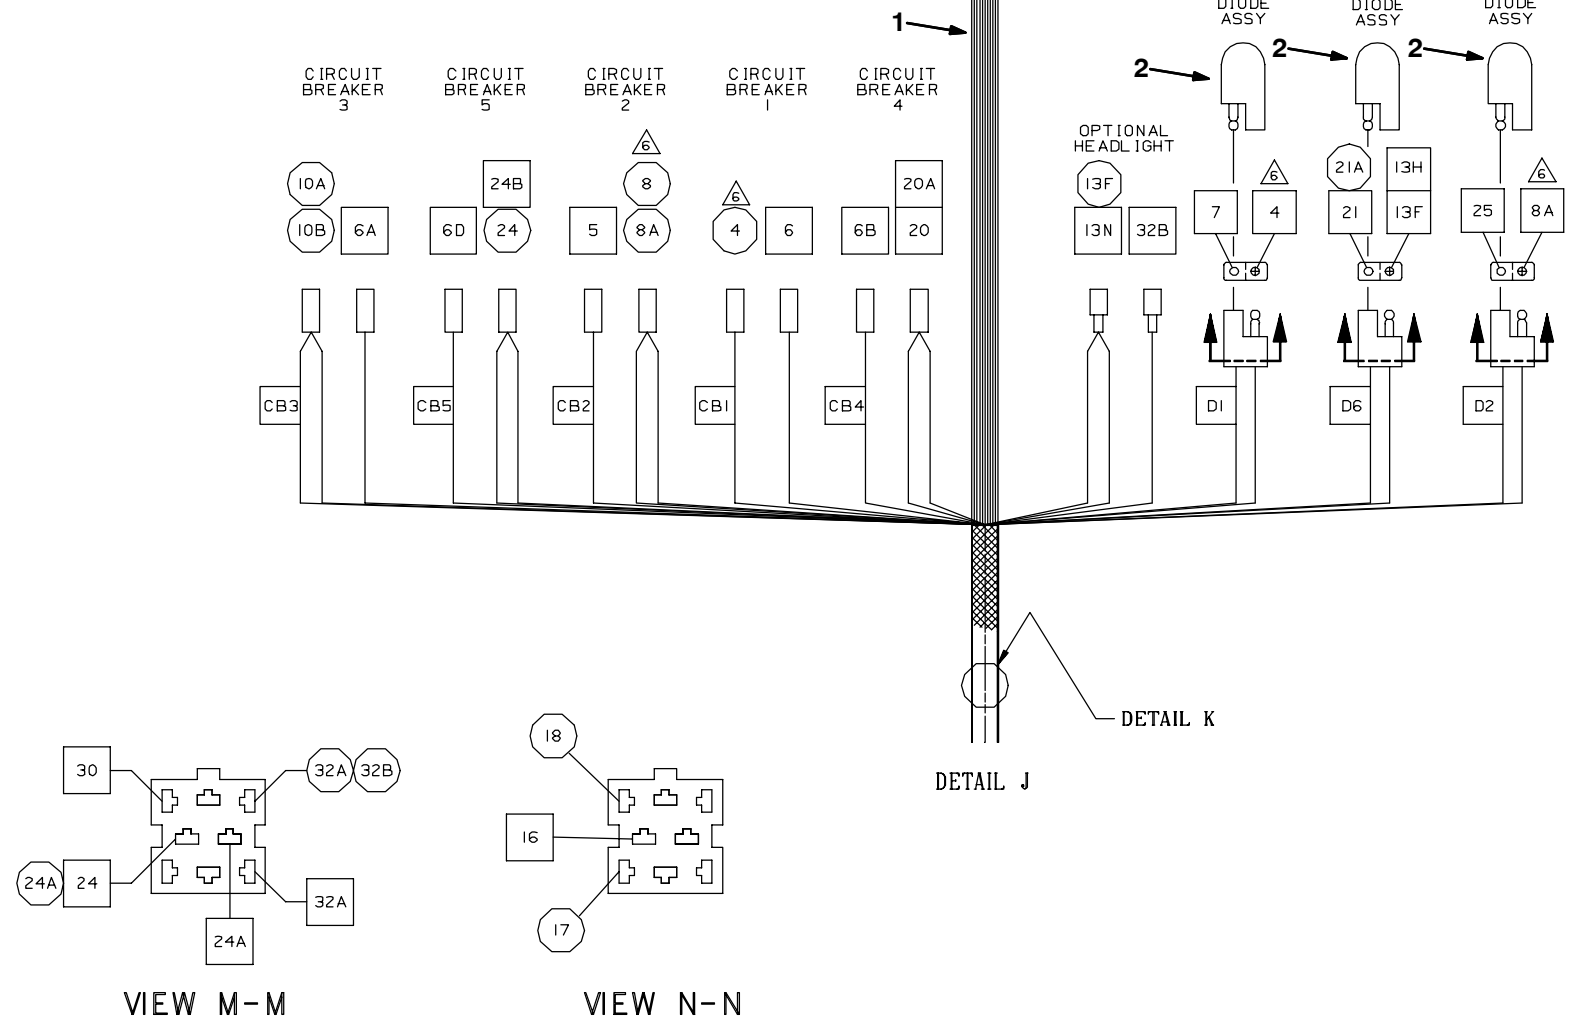 DIODE
ASSY
DIODE
ASSY
DIODE
ASSY
1
2
2
2
CIRCUIT
BREAKER
3
CIRCUIT
BREAKER
5
CIRCUIT
BREAKER
2
CIRCUIT
BREAKER
1
CIRCUIT
BREAKER
4
OPTIONAL
HEADLIGHT
6
6
6
6
10A
24B
8
20A
13F
21A
13H
10B
6A
6D
24
5
8A
4
6
6B
20
13N
32B
7
4
21
13F
25
8A
CB3
CB5
CB2
CB1
CB4
D1
D6
D2
DETAIL K
DETAIL J
30
32A
32B
24A
24
32A
24A
VIEW M-M
18
16
17
VIEW N-N